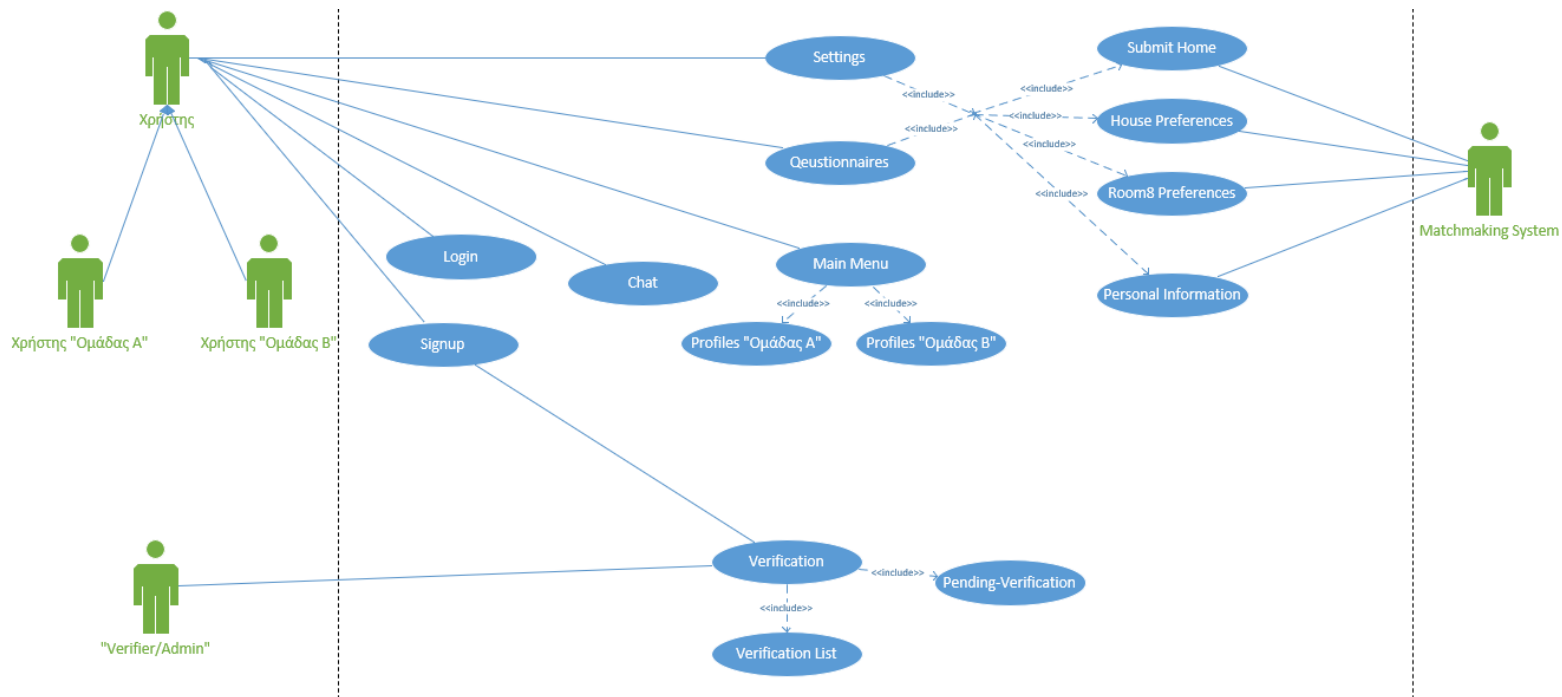 Submit Home
Settings
<<include>>
<<include>>
Χρήστης
<<include>>
House Preferences
<<include>>
<<include>>
Qeustionnaires
<<include>>
Room8 Preferences
Matchmaking System
Login
Main Menu
Chat
Personal Information
<<include>>
<<include>>
Χρήστης "Ομάδας Α"
Χρήστης "Ομάδας Β"
Signup
Profiles "Ομάδας Α"
Profiles "Ομάδας Β"
Verification
<<include>>
Pending-Verification
<<include>>
"Verifier/Admin"
Verification List